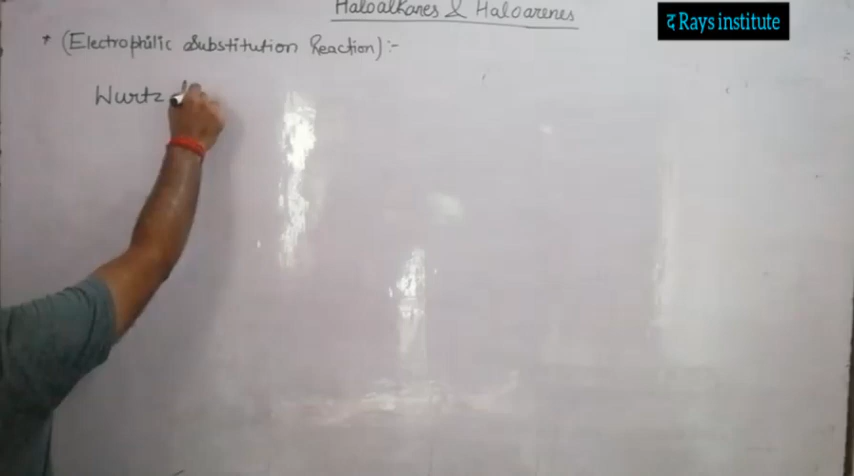 Haloalkanes & Haloarenes
द Rays institute
* (Electrophilic Substitution Reaction) :-
Wurtz